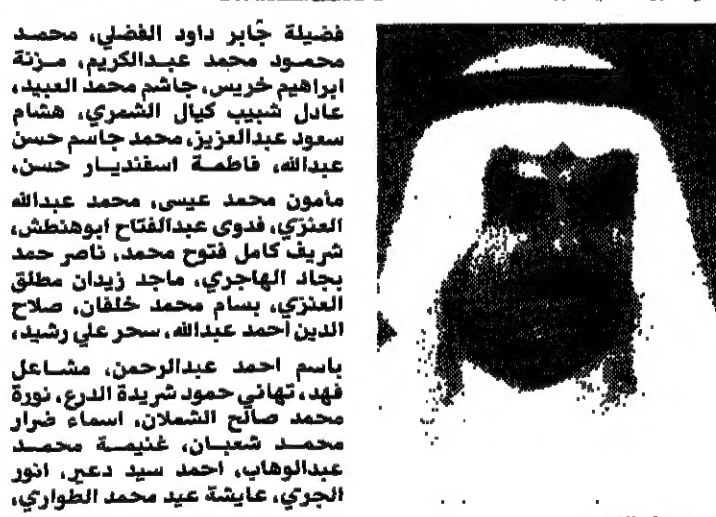 فضيلة جابر داود الفضلي، محمد
محمود محمد عبدالكريم، مزنة
ابراهيم خريس، جاشم محمد العبيد،
عادل شبيب كيال الشمري، هشام
سعود عبدالعزيز، محمد جاسم حسن
عبدالله، فاطمة اسفنديار حسن،
مأمون محمد عيسى، محمد عبدالله
العنزي، فدوى عبدالفتاح ابوهنطش،
شريف كامل فتوح محمد، ناصر حمد
بجاد الهاجري، ماجد زيدان مطلق
العنزي، بسام محمد خلفان، صلاح
الدين احمد عبدالله، سحر علي رشيد،
باسم احمد عبدالرحمن، مشاعل
فهد، تهاني حمود شريدة الدرع، نورة
محمد صالح الشملان، اسماء ضرار
محمد شعبان، غنيمة محمد
عبدالوهاب، احمد سيد دعبر، انور
الجري، عايشة عيد محمد الطواري،